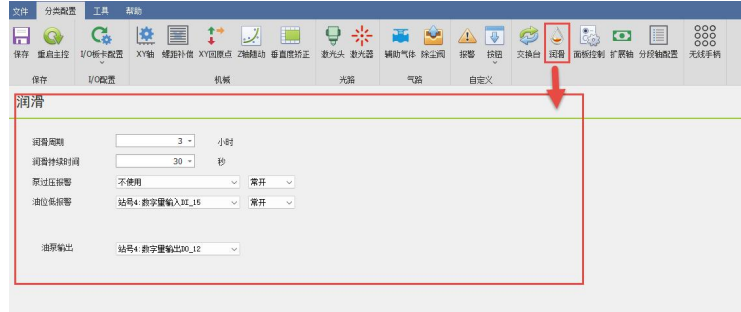 文件 分类配置 工具 帮助
保存 重启主控 I/O板卡配置 XY轴 螺距补偿 XY回原点 Z轴随动 垂直度矫正 激光头 激光器 辅助气体 除尘阀 报警 按钮 交换台 润滑 面板控制 扩展轴 分段轴配置 无线手柄
保存 I/O配置 机械 光路 气路 自定义
润滑
润滑周期 3 小时
润滑持续时间 30 秒
泵过压报警 不使用 常开
油位低报警 站号4:数字量输入DI_15 常开
油泵输出 站号4:数字量输出DO_12